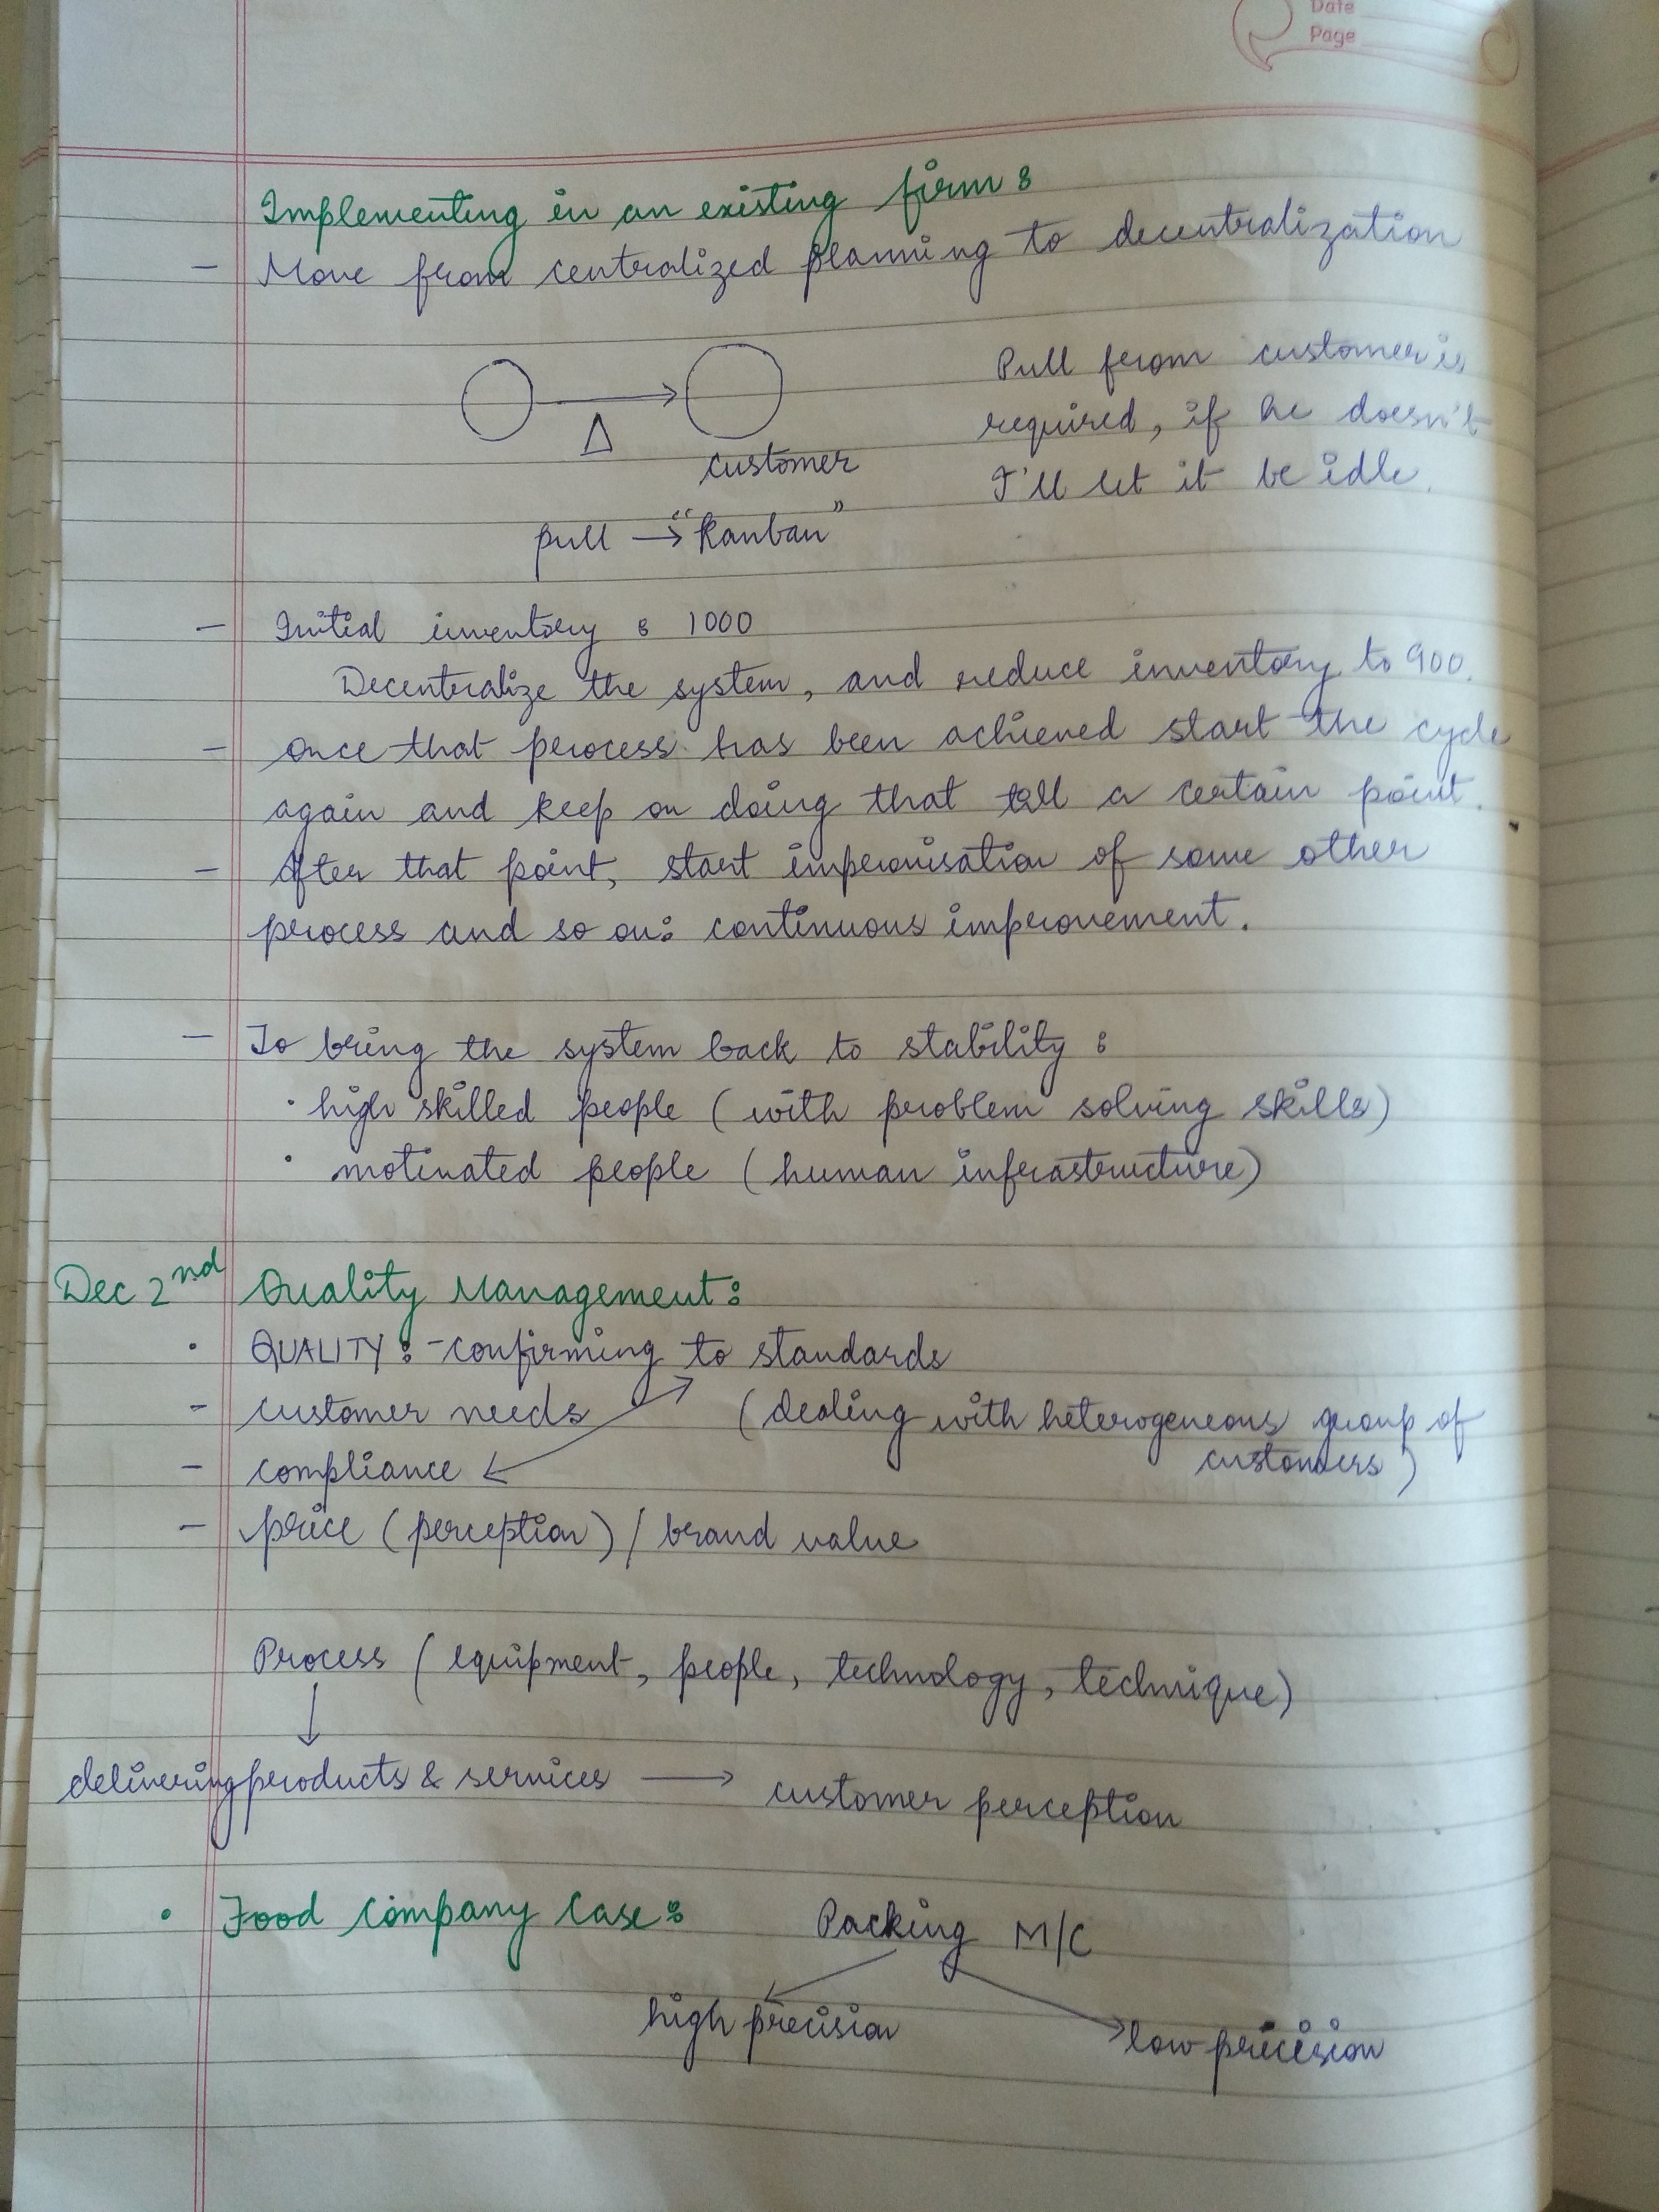 Date
Page
Implementing in an existing firm :
- Move from centralized planning to decentralization
Pull from customer is
required, if he doesn't
Δ
customer
I'll let it be idle.
pull → "Kanban"
- Initial inventory : 1000
Decentralize the system, and reduce inventory to 900.
- once that process has been achieved start the cycle
again and keep on doing that till a certain point.
- After that point, start improvisation of some other
process and so on: continuous improvement.
- To bring the system back to stability :
· high skilled people (with problem solving skills)
· motivated people (human infrastructure)
Dec 2nd Quality Management:
· QUALITY: - confirming to standards
- customer needs (dealing with heterogeneous group of
customers)
- compliance
- price (perception) / brand value
Process (equipment, people, technology, technique)
↓
delivering products & services → customer perception
· Food Company Case: Packing M/C
high precision
low precision